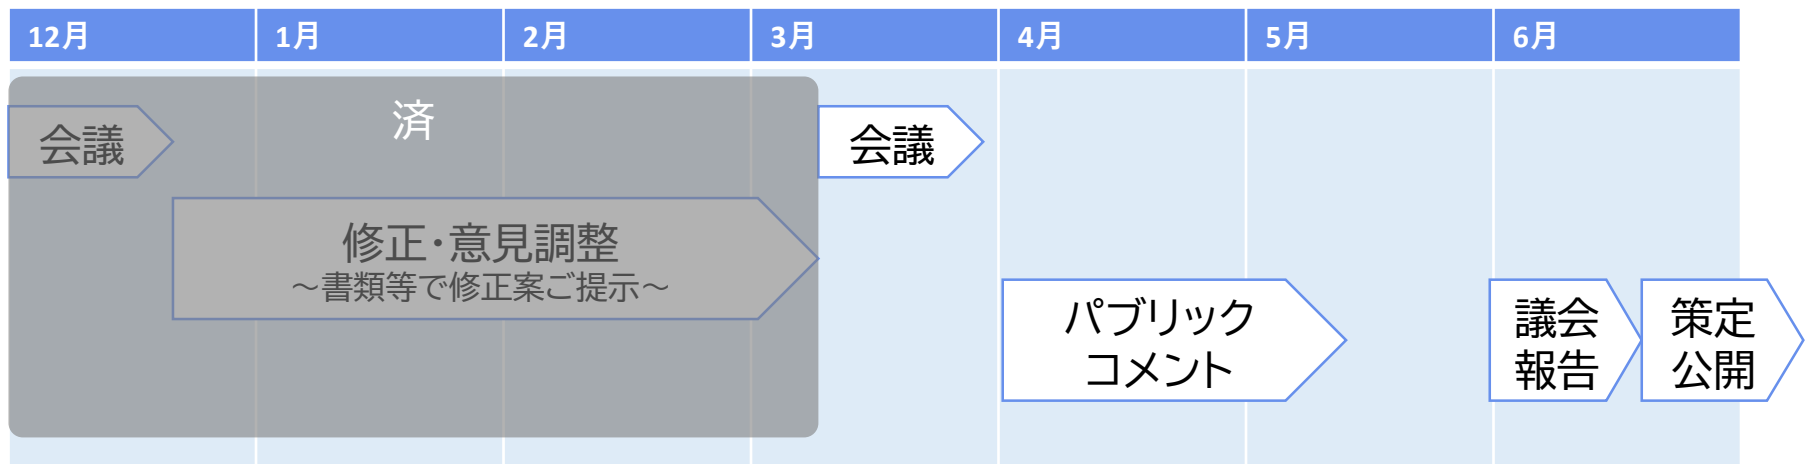 12月
1月
2月
3月
4月
5月
6月
済
会議
会議
修正・意見調整
～書類等で修正案ご提示～
パブリック
コメント
議会
報告
策定
公開